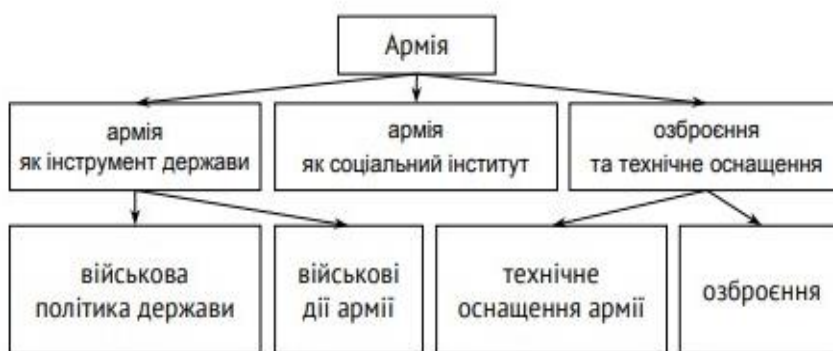 Армія
армія
як інструмент держави
армія
як соціальний інститут
озброєння
та технічне оснащення
військова
політика держави
військові
дії армії
технічне
оснащення армії
озброєння